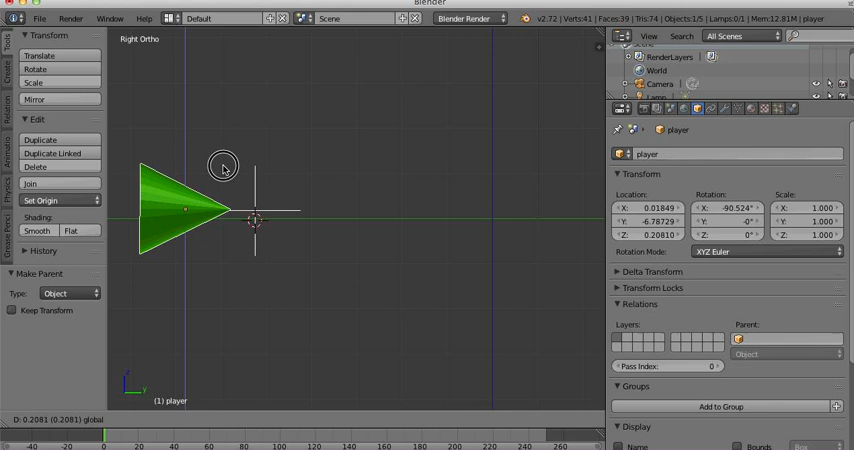 Blender
File Render Window Help Default Scene Blender Render v2.72 | Verts:41 | Faces:39 | Tris:74 | Objects:1/5 | Lamps:0/1 | Mem:12.81M | player
Tools
Create
Relation
Animatio
Physics
Grease Penci
Transform
Translate
Rotate
Scale
Mirror
Edit
Duplicate
Duplicate Linked
Delete
Join
Set Origin
Shading:
Smooth Flat
History
Make Parent
Type: Object
Keep Transform
Right Ortho
z
y
(1) player
D: 0.2081 (0.2081) global
-40 -20 0 20 40 60 80 100 120 140 160 180 200 220 240 260
View Search All Scenes
Scene
RenderLayers
World
Camera
Lamp
player
player
Transform
Location: Rotation: Scale:
X: 0.01849 X: -90.524° X: 1.000
Y: -6.78729 Y: -0° Y: 1.000
Z: 0.20810 Z: 0° Z: 1.000
Rotation Mode: XYZ Euler
Delta Transform
Transform Locks
Relations
Layers: Parent:
Object
Pass Index: 0
Groups
Add to Group
Display
Name Bounds Box